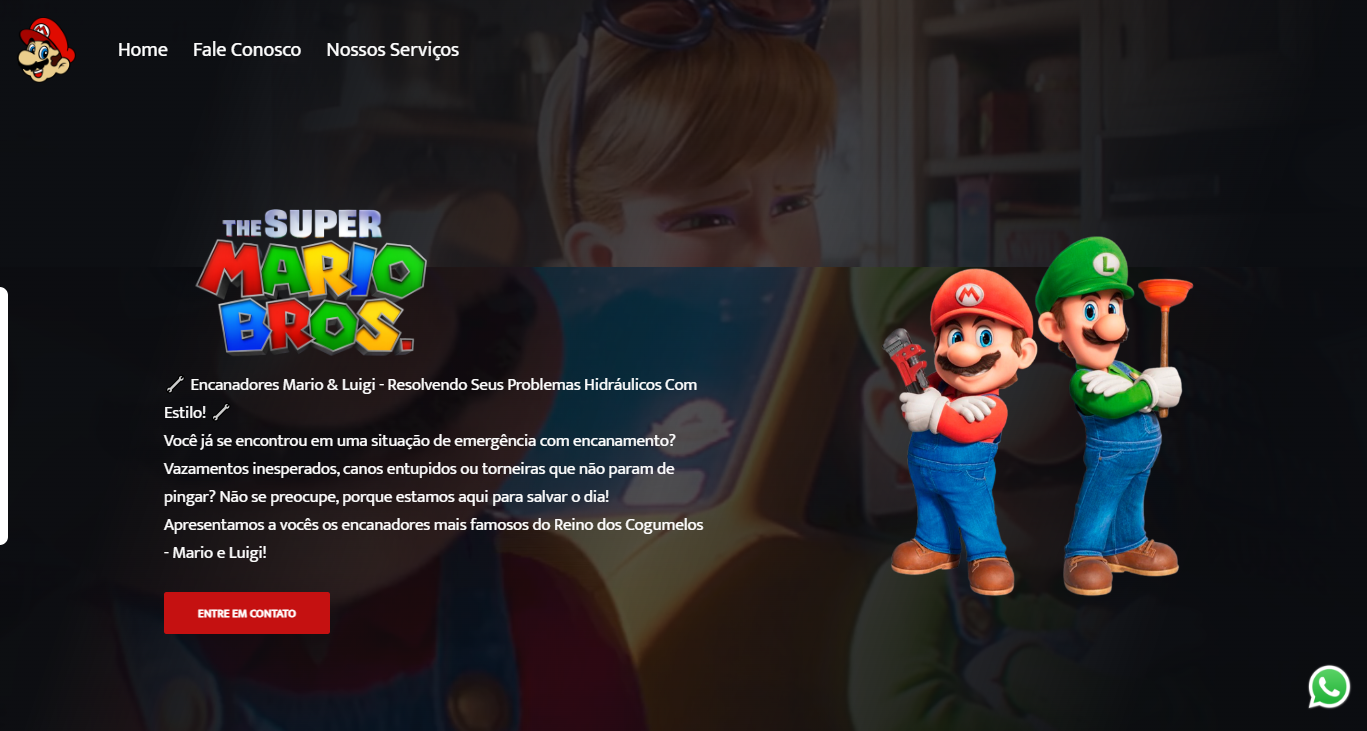 Home
Fale Conosco
Nossos Serviços
THE SUPER
MARIO
BROS.
M
L
Encanadores Mario & Luigi - Resolvendo Seus Problemas Hidráulicos Com
Estilo!
Você já se encontrou em uma situação de emergência com encanamento?
Vazamentos inesperados, canos entupidos ou torneiras que não param de
pingar? Não se preocupe, porque estamos aqui para salvar o dia!
Apresentamos a vocês os encanadores mais famosos do Reino dos Cogumelos
- Mario e Luigi!
ENTRE EM CONTATO